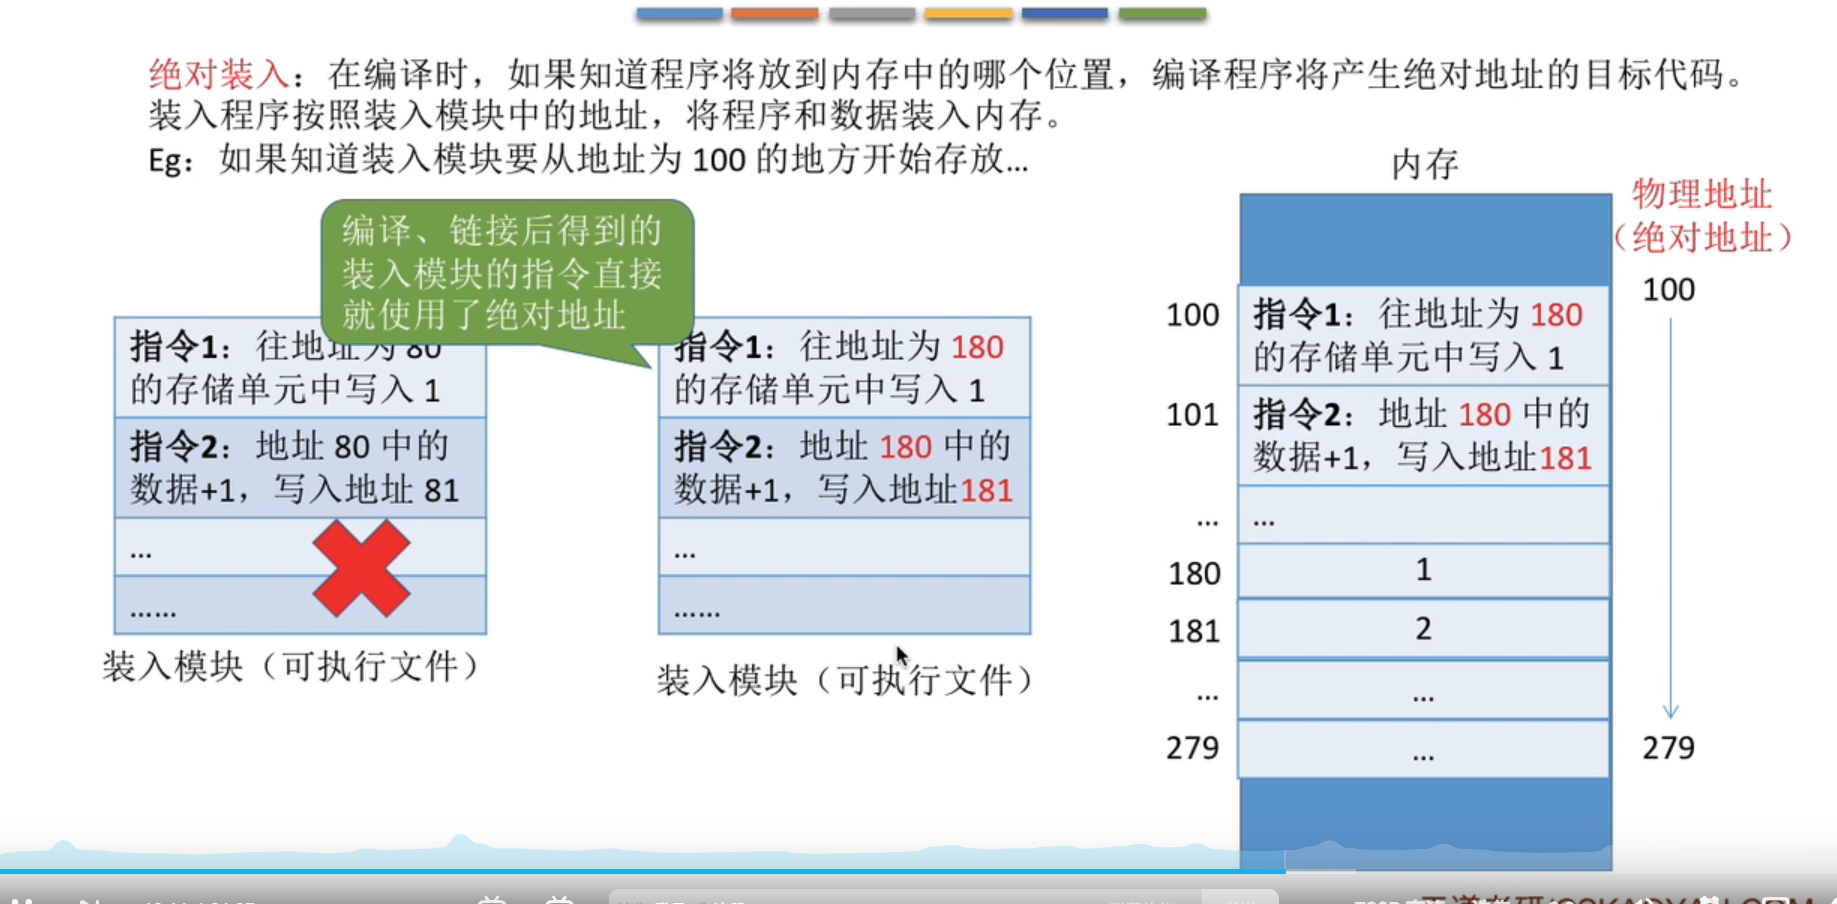 绝对装入：在编译时，如果知道程序将放到内存中的哪个位置，编译程序将产生绝对地址的目标代码。
装入程序按照装入模块中的地址，将程序和数据装入内存。
Eg：如果知道装入模块要从地址为 100 的地方开始存放...
编译、链接后得到的
装入模块的指令直接
就使用了绝对地址
指令1：往地址为 80
的存储单元中写入 1
指令2：地址 80 中的
数据+1，写入地址 81
...
......
装入模块（可执行文件）
指令1：往地址为 180
的存储单元中写入 1
指令2：地址 180 中的
数据+1，写入地址181
...
......
装入模块（可执行文件）
内存
物理地址
（绝对地址）
100
指令1：往地址为 180
的存储单元中写入 1
101
指令2：地址 180 中的
数据+1，写入地址181
...
...
180
1
181
2
...
...
279
...
100
279